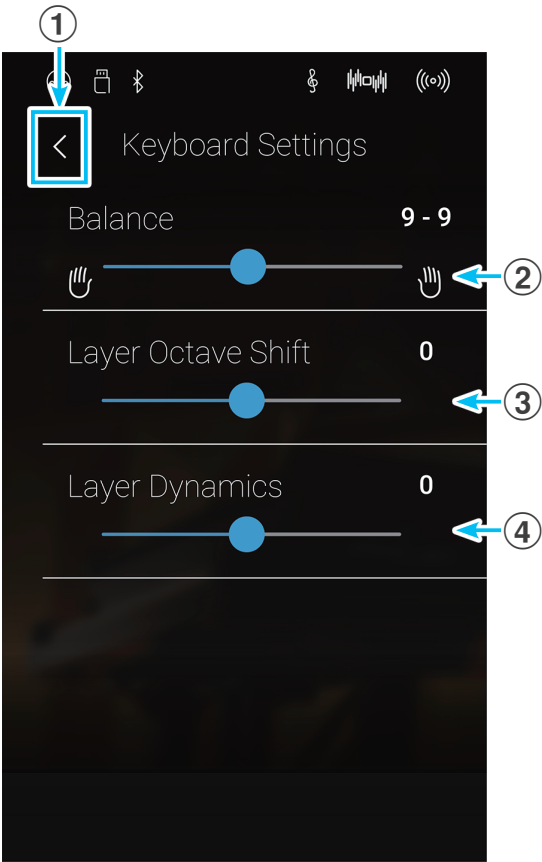 ①
Keyboard Settings
Balance 9 - 9
②
Layer Octave Shift 0
③
Layer Dynamics 0
④